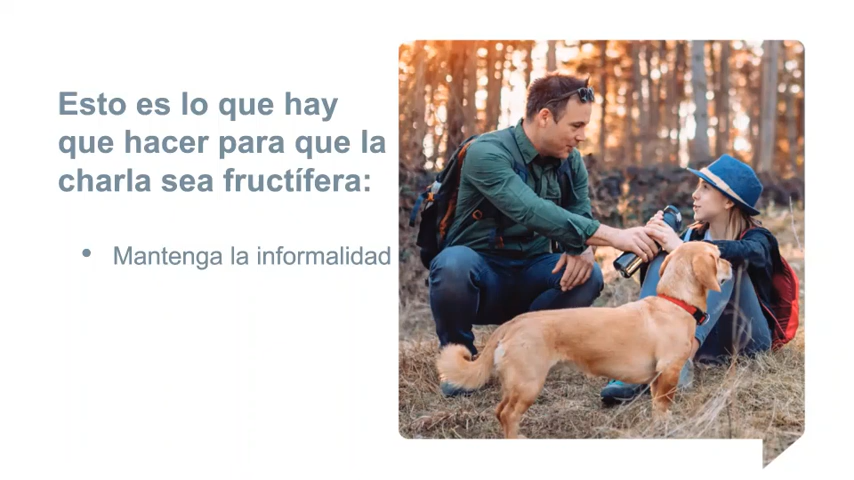 Esto es lo que hay
que hacer para que la
charla sea fructífera:
• Mantenga la informalidad